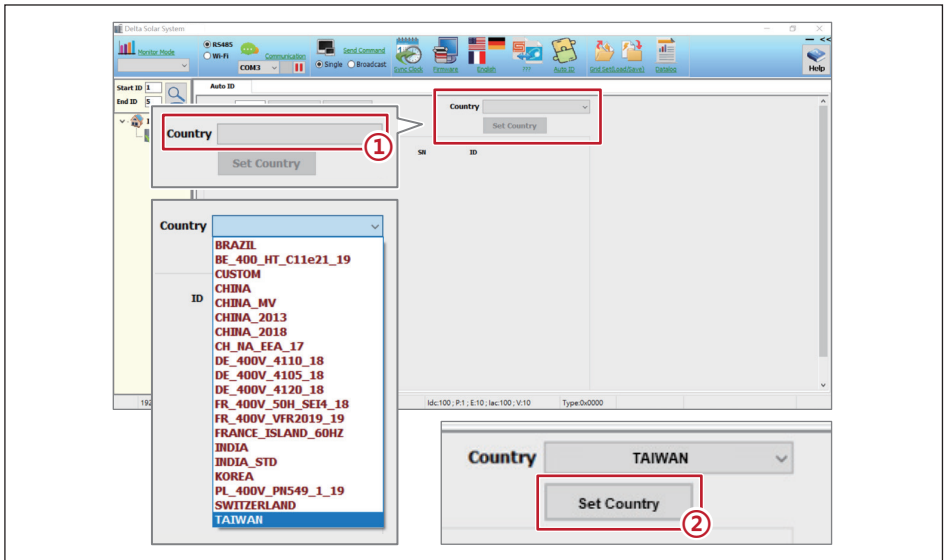 Delta Solar System
Monitor Mode
RS485
Wi-Fi
Communication
COM3
Send Command
Single Broadcast
Sync Clock
Firmware
English
???
Auto ID
Grid Set(Load/Save)
Datalog
<<
Help
Start ID 1
End ID 5
Auto ID
Country
Set Country
SN ID
Country
1
Set Country
Country
BRAZIL
BE_400_HT_C11e21_19
CUSTOM
CHINA
ID
CHINA_MV
CHINA_2013
CHINA_2018
CH_NA_EEA_17
DE_400V_4110_18
DE_400V_4105_18
DE_400V_4120_18
FR_400V_50H_SEI4_18
FR_400V_VFR2019_19
FRANCE_ISLAND_60HZ
INDIA
INDIA_STD
KOREA
PL_400V_PN549_1_19
SWITZERLAND
TAIWAN
192
Idc:100 ; P:1 ; E:10 ; Iac:100 ; V:10
Type:0x0000
Country TAIWAN
Set Country
2